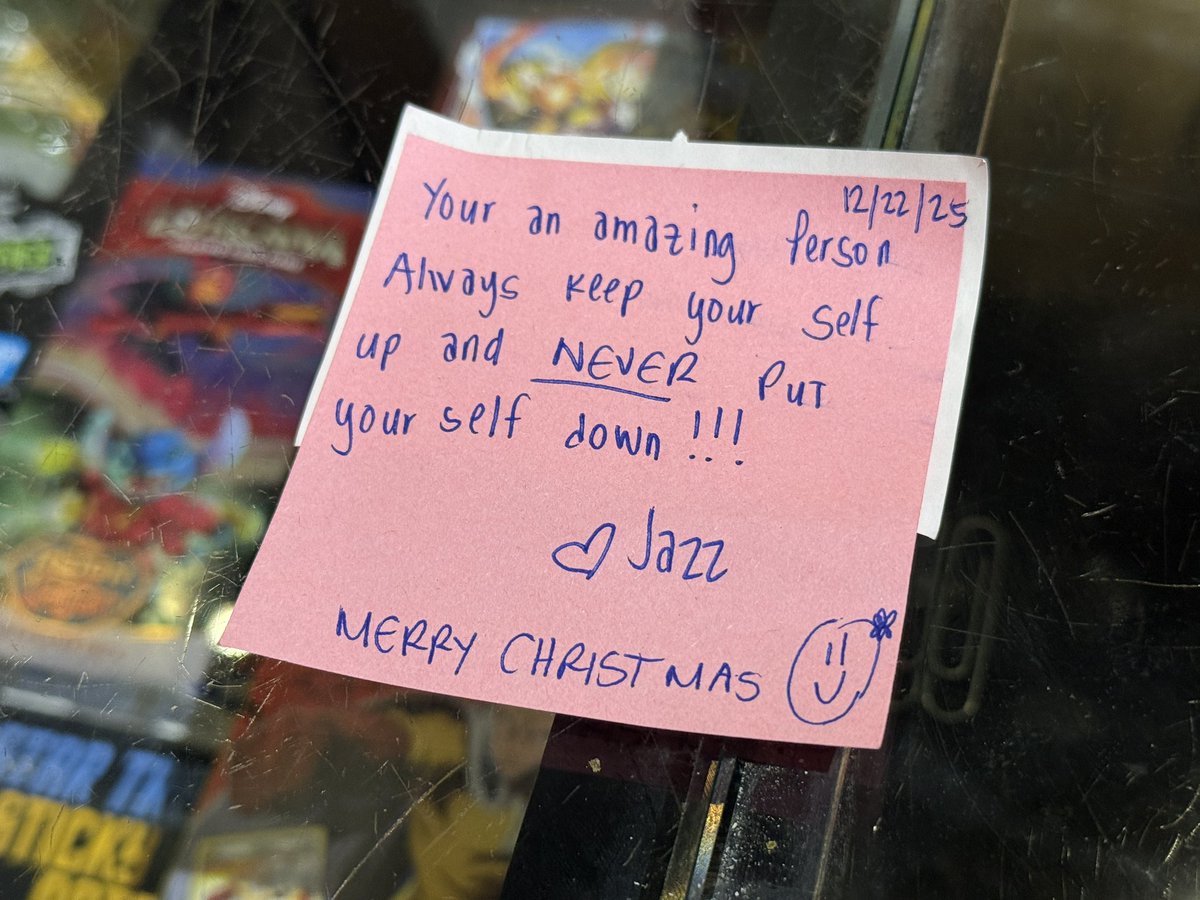 12/22/25
Your an amazing Person
Always keep your self
up and NEVER PUT
your self down !!!
♡ Jazz
MERRY CHRISTMAS